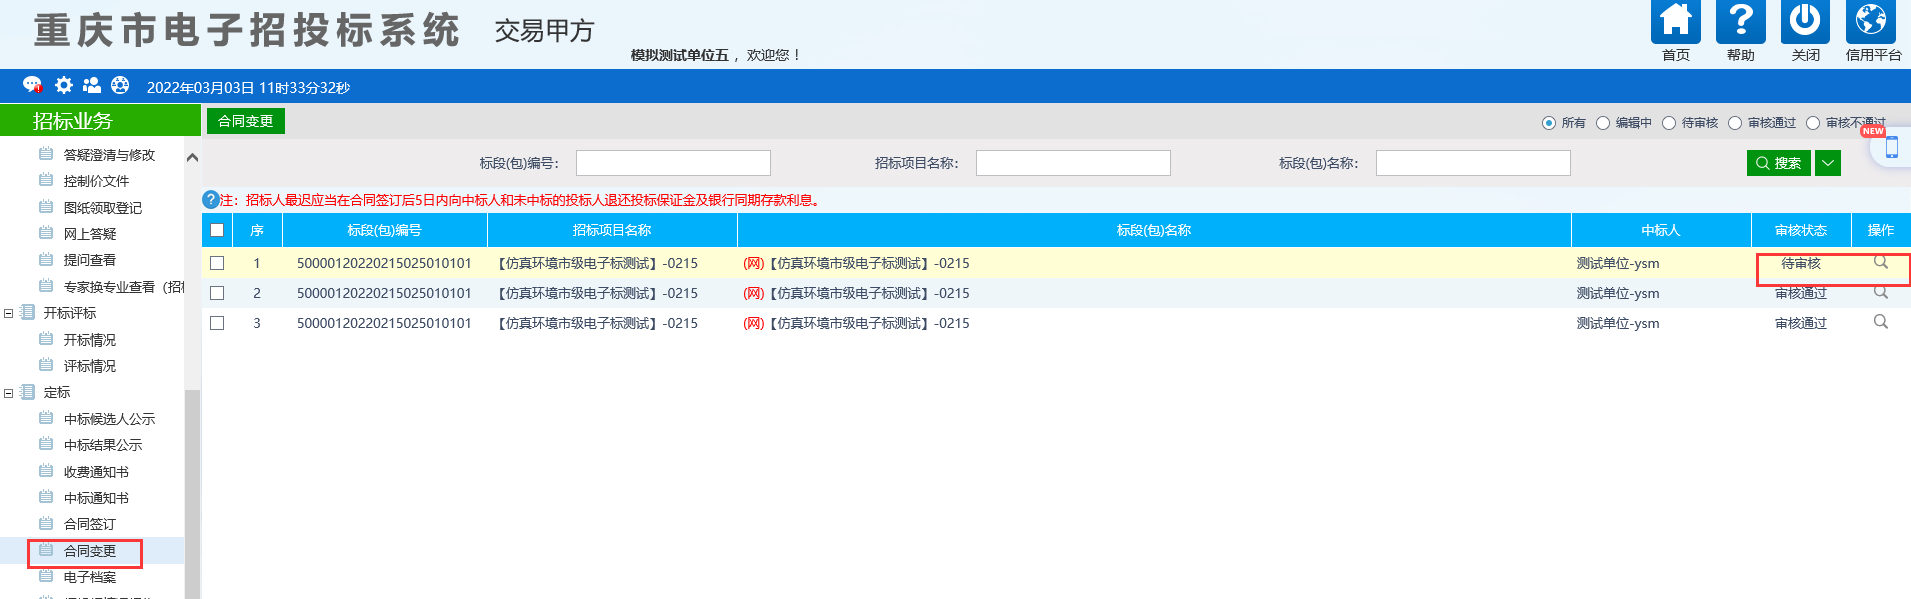 重庆市电子招投标系统 交易甲方
模拟测试单位五，欢迎您！
首页 帮助 关闭 信用平台
2022年03月03日 11时33分32秒
招标业务
合同变更
所有 编辑中 待审核 审核通过 审核不通过
NEW
标段(包)编号： 招标项目名称： 标段(包)名称： 搜索
注：招标人最迟应当在合同签订后5日内向中标人和未中标的投标人退还投标保证金及银行同期存款利息。
序 标段(包)编号 招标项目名称 标段(包)名称 中标人 审核状态 操作
1 50000120220215025010101 【仿真环境市级电子标测试】-0215 (网)【仿真环境市级电子标测试】-0215 测试单位-ysm 待审核
2 50000120220215025010101 【仿真环境市级电子标测试】-0215 (网)【仿真环境市级电子标测试】-0215 测试单位-ysm 审核通过
3 50000120220215025010101 【仿真环境市级电子标测试】-0215 (网)【仿真环境市级电子标测试】-0215 测试单位-ysm 审核通过
答疑澄清与修改
控制价文件
图纸领取登记
网上答疑
提问查看
专家换专业查看（招标
开标评标
开标情况
评标情况
定标
中标候选人公示
中标结果公示
收费通知书
中标通知书
合同签订
合同变更
电子档案